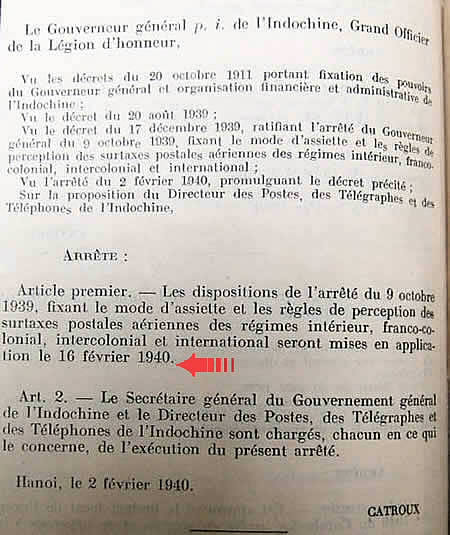 Le Gouverneur général p. i. de l'Indochine, Grand Officier
de la Légion d'honneur,
Vu les décrets du 20 octobre 1911 portant fixation des pouvoirs
du Gouverneur général et organisation financière et administrative de
l'Indochine ;
Vu le décret du 20 août 1939 ;
Vu le décret du 17 décembre 1939, ratifiant l'arrêté du Gouverneur
général du 9 octobre 1939, fixant le mode d'assiette et les règles de
perception des surtaxes postales aériennes des régimes intérieur, franco-
colonial, intercolonial et international ;
Vu l'arrêté du 2 février 1940, promulguant le décret précité ;
Sur la proposition du Directeur des Postes, des Télégraphes et des
Téléphones de l'Indochine,
ARRÊTE :
Article premier. — Les dispositions de l'arrêté du 9 octobre
1939, fixant le mode d'assiette et les règles de perception des
surtaxes postales aériennes des régimes intérieur, franco-co-
lonial, intercolonial et international seront mises en applica-
tion le 16 février 1940.
Art. 2. — Le Secrétaire général du Gouvernement général
de l'Indochine et le Directeur des Postes, des Télégraphes et
des Téléphones de l'Indochine sont chargés, chacun en ce qui
le concerne, de l'exécution du présent arrêté.
Hanoi, le 2 février 1940.
CATROUX